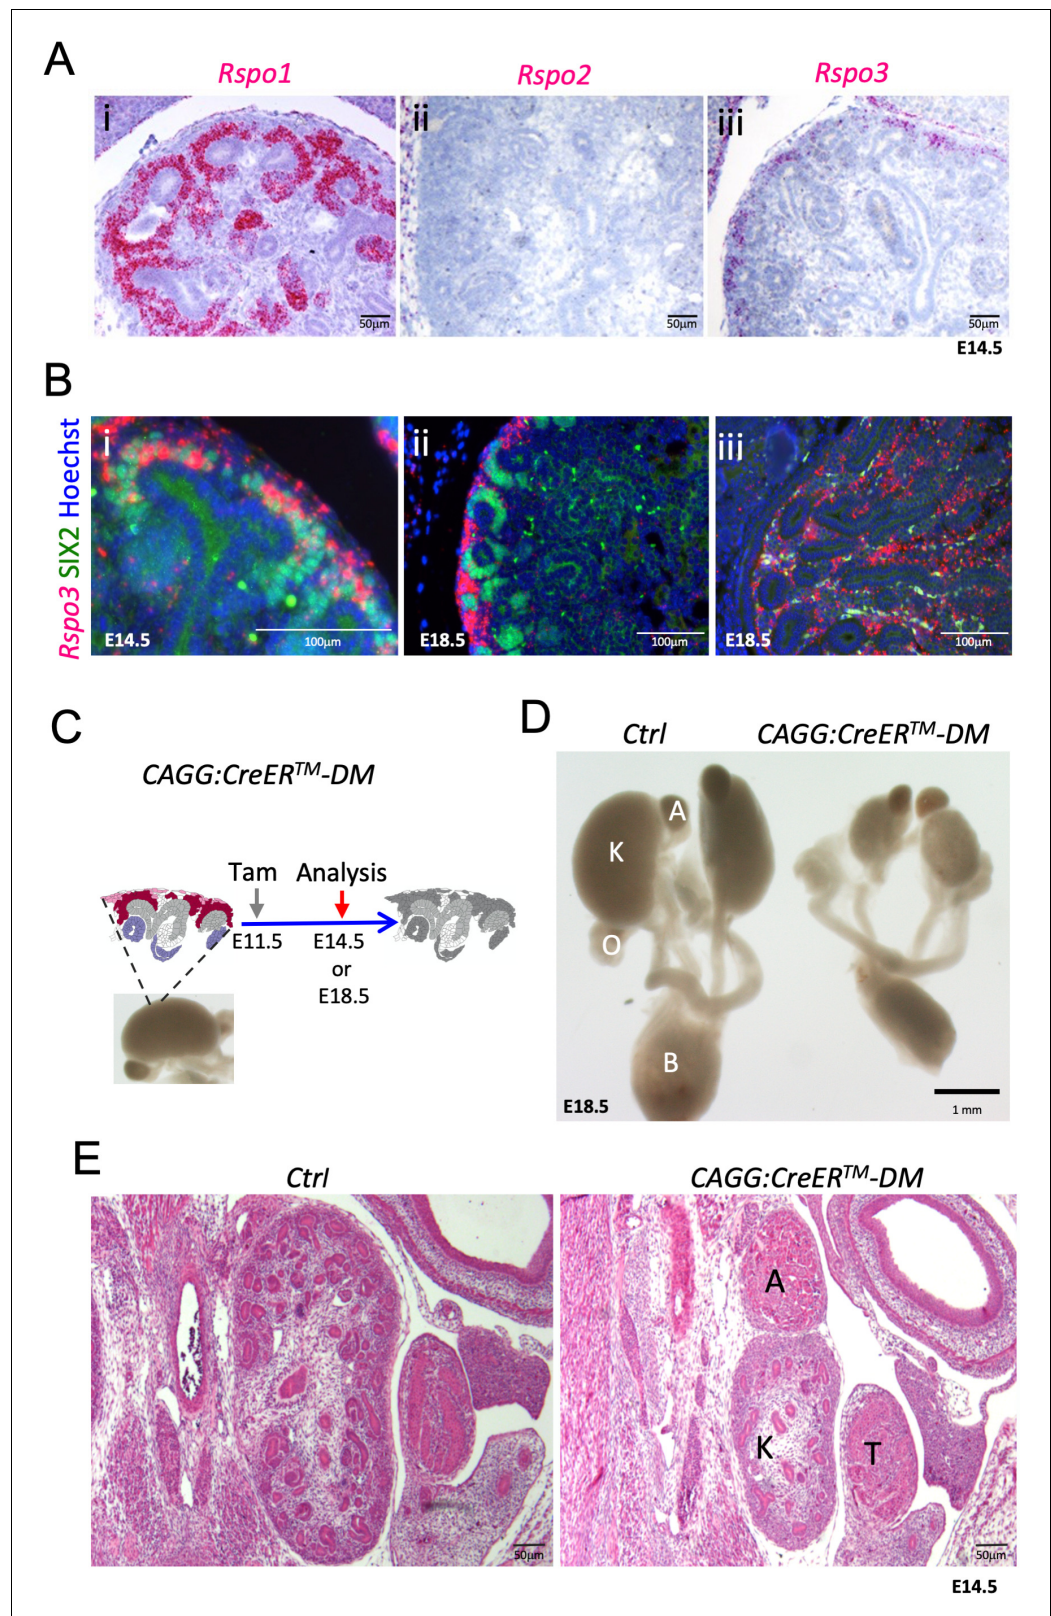 A
Rspo1 Rspo2 Rspo3
i ii iii
50µm 50µm 50µm
E14.5
B
Rspo3 SIX2 Hoechst
i ii iii
E14.5 100µm E18.5 100µm E18.5 100µm
C
CAGG:CreERTM-DM
Tam Analysis
E11.5 E14.5
or
E18.5
D
Ctrl CAGG:CreERTM-DM
A
K
O
B
E18.5 1 mm
E
Ctrl CAGG:CreERTM-DM
A
K T
50µm 50µm
E14.5